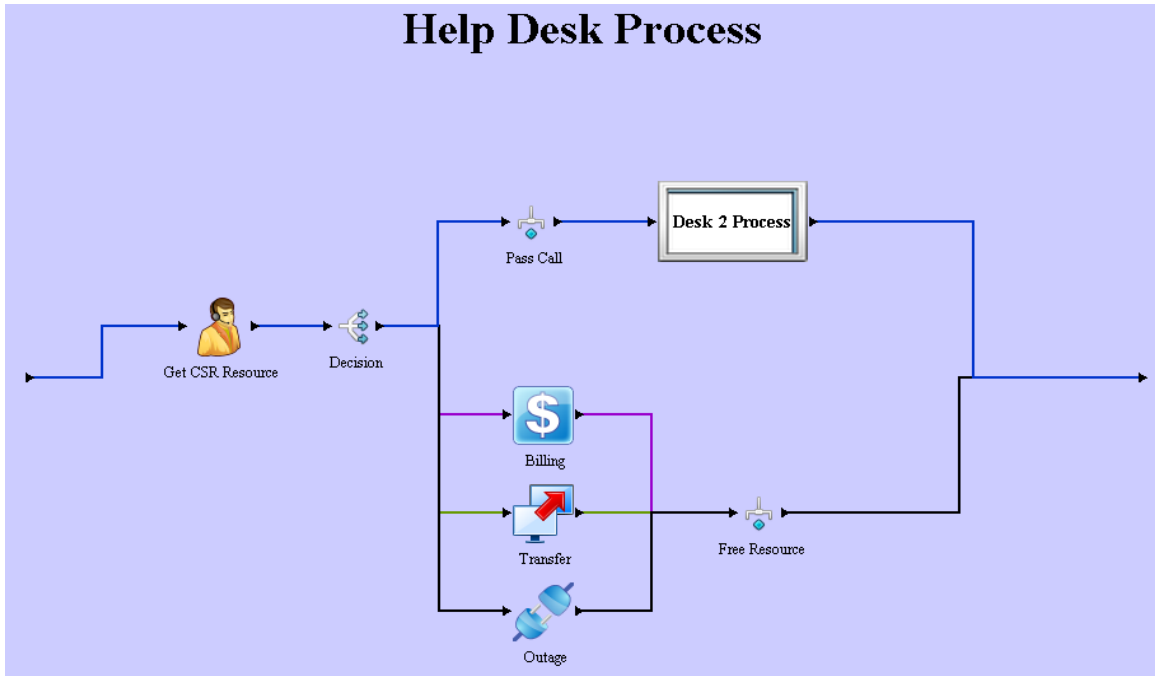 Help Desk Process
Pass Call
Desk 2 Process
Get CSR Resource
Decision
$
Billing
Transfer
Free Resource
Outage